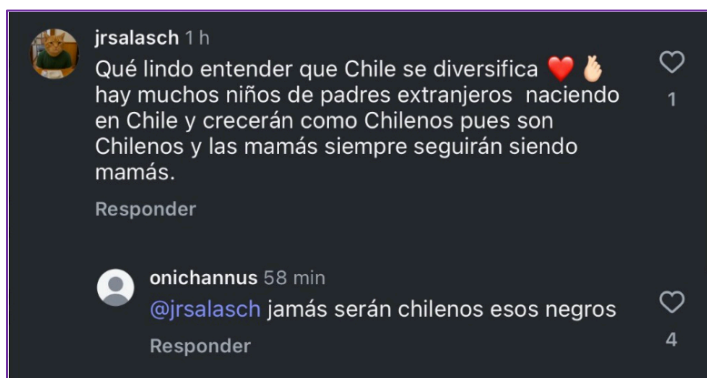 jrsalasch 1 h
Qué lindo entender que Chile se diversifica ❤️🫰🏻
hay muchos niños de padres extranjeros naciendo
en Chile y crecerán como Chilenos pues son
Chilenos y las mamás siempre seguirán siendo
mamás.
1
Responder
onichannus 58 min
@jrsalasch jamás serán chilenos esos negros
4
Responder